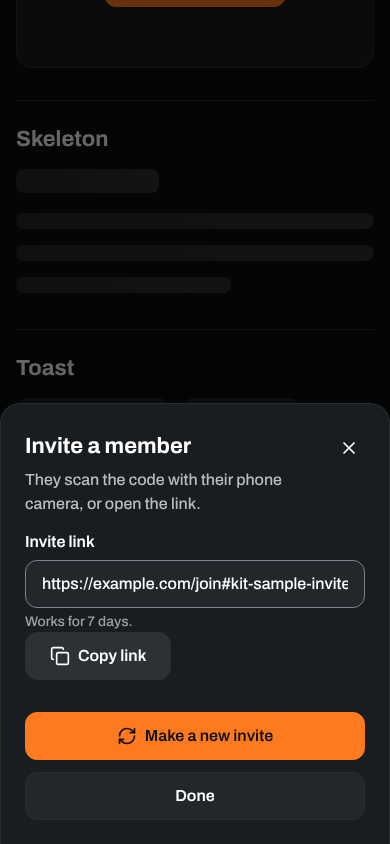 Skeleton
Toast
Invite a member
They scan the code with their phone
camera, or open the link.
Invite link
https://example.com/join#kit-sample-invite
Works for 7 days.
Copy link
Make a new invite
Done